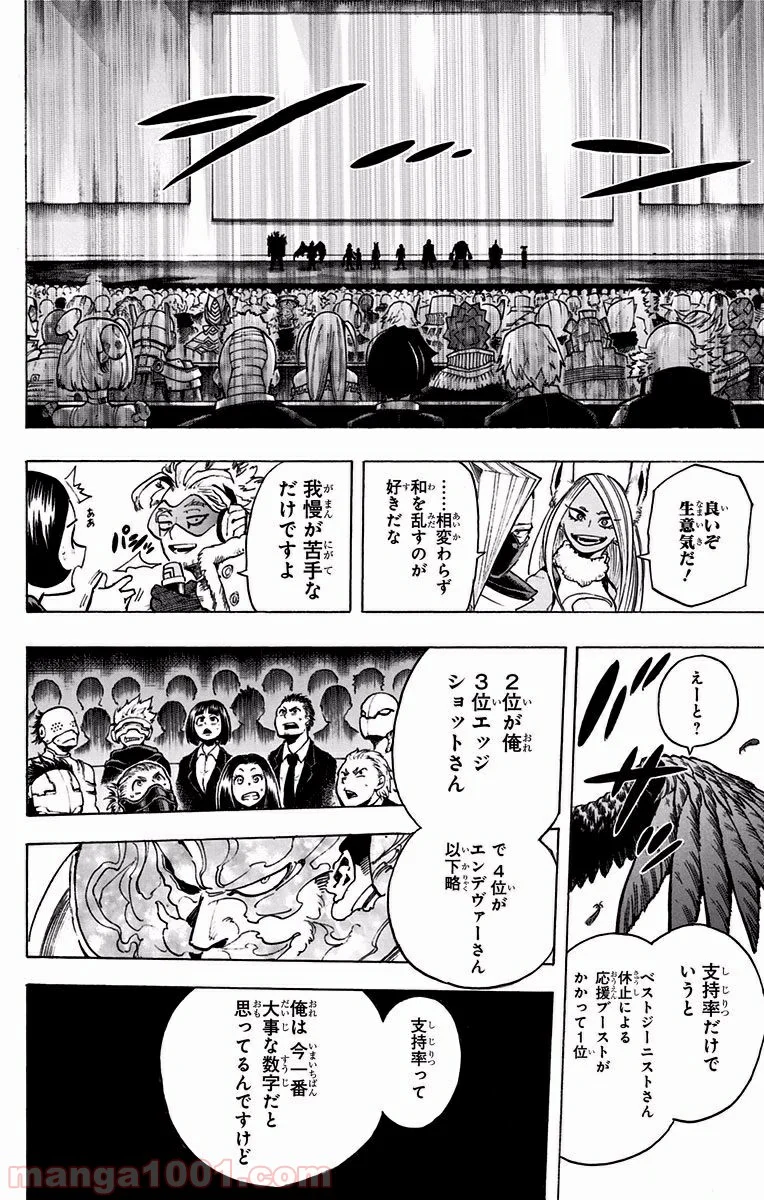 シーン
良いぞ
生意気だ!
……相変わらず
和を乱すのが
好きだな
我慢が苦手な
だけですよ
パシッ
ああ
えーと?
支持率だけで
いうと
ベストジーニストさん
休止による
応援ブーストが
かかって1位
2位が俺
3位エッジ
ショットさん
で4位が
エンデヴァーさん
以下略
支持率って
俺は 今一番
大事な数字だと
思ってるんですけど
manga1001.com